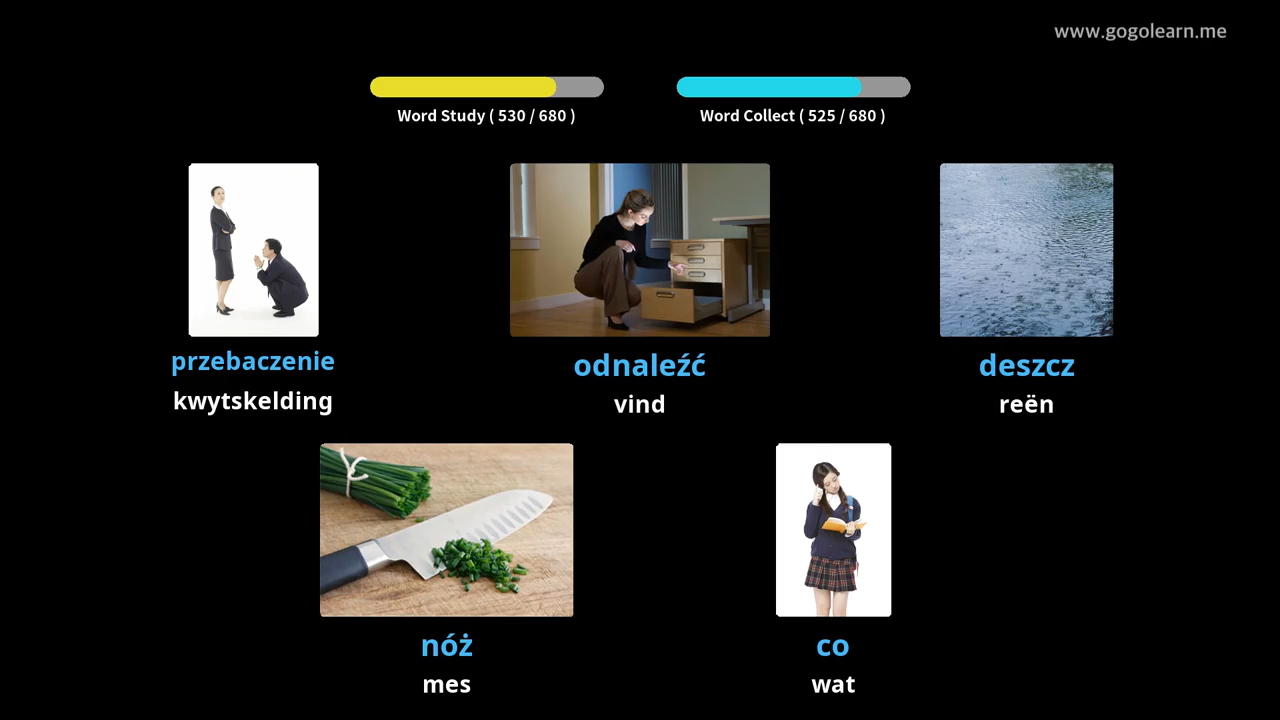 www.gogolearn.me
Word Study ( 530 / 680 )
Word Collect ( 525 / 680 )
przebaczenie
kwytskelding
odnaleźć
vind
deszcz
reën
nóż
mes
co
wat